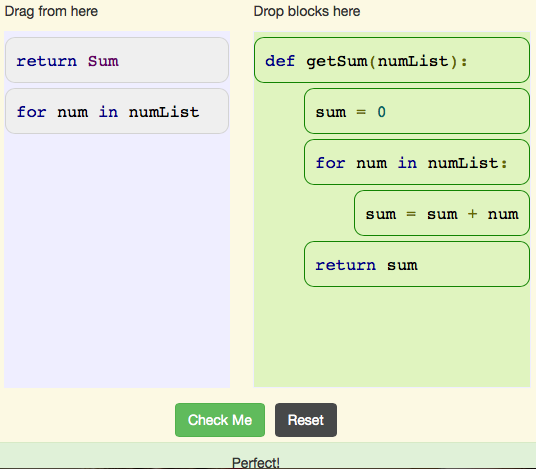 Drag from here
Drop blocks here
return Sum
for num in numList
def getSum(numList):
sum = 0
for num in numList:
sum = sum + num
return sum
Check Me
Reset
Perfect!